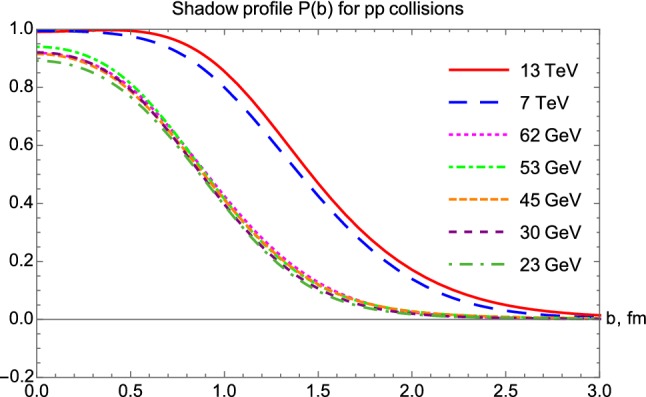 Shadow profile P(b) for pp collisions
1.0
13 TeV
7 TeV
0.8
62 GeV
0.6
53 GeV
45 GeV
0.4
30 GeV
0.2
23 GeV
0.0
b, fm
−0.2
0.0 0.5 1.0 1.5 2.0 2.5 3.0